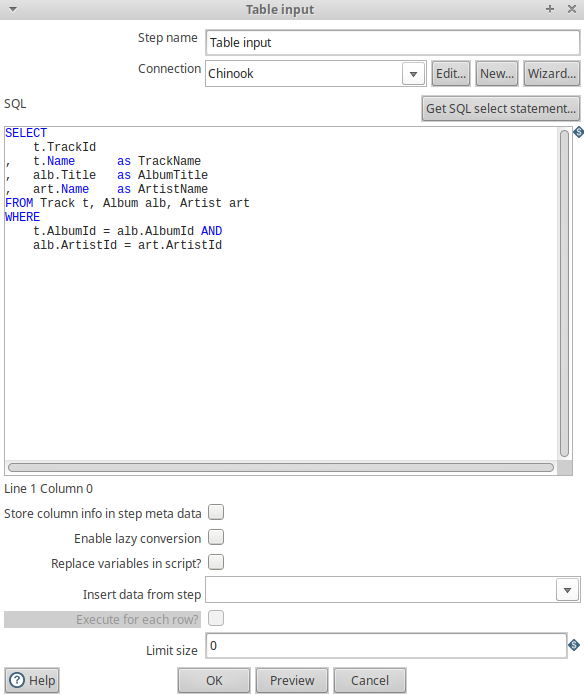 Table input
Step name Table input
Connection Chinook Edit... New... Wizard...
SQL Get SQL select statement...
SELECT
    t.TrackId
,   t.Name      as TrackName
,   alb.Title   as AlbumTitle
,   art.Name    as ArtistName
FROM Track t, Album alb, Artist art
WHERE
    t.AlbumId = alb.AlbumId AND
    alb.ArtistId = art.ArtistId
Line 1 Column 0
Store column info in step meta data
Enable lazy conversion
Replace variables in script?
Insert data from step
Execute for each row?
Limit size 0
Help OK Preview Cancel